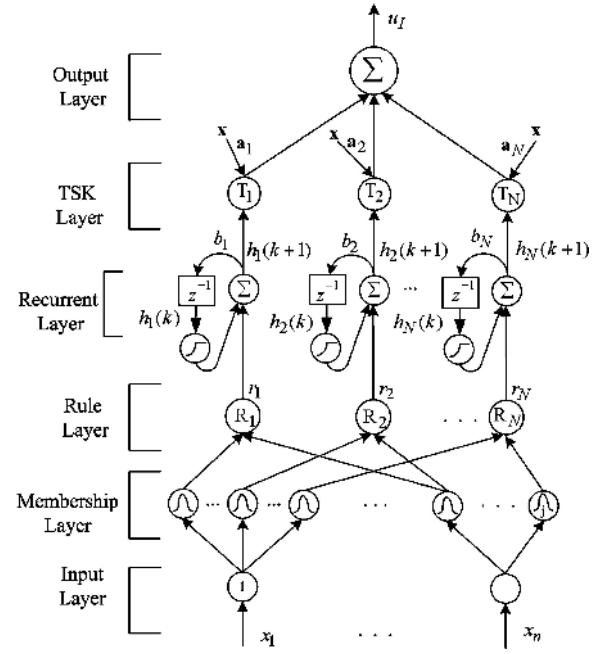 u_I
Output
Layer
Σ
x a_1 x a_2 a_N x
TSK
Layer
T_1 T_2 T_N
b_1 h_1(k+1) b_2 h_2(k+1) b_N h_N(k+1)
Recurrent
Layer
z^{-1} Σ z^{-1} Σ ... z^{-1} Σ
h_1(k) h_2(k) h_N(k)
r_1 r_2 r_N
Rule
Layer
R_1 R_2 . . . . R_N
Membership
Layer
... ... . . . . . .
j
Input
Layer
1
x_1 . . . x_n